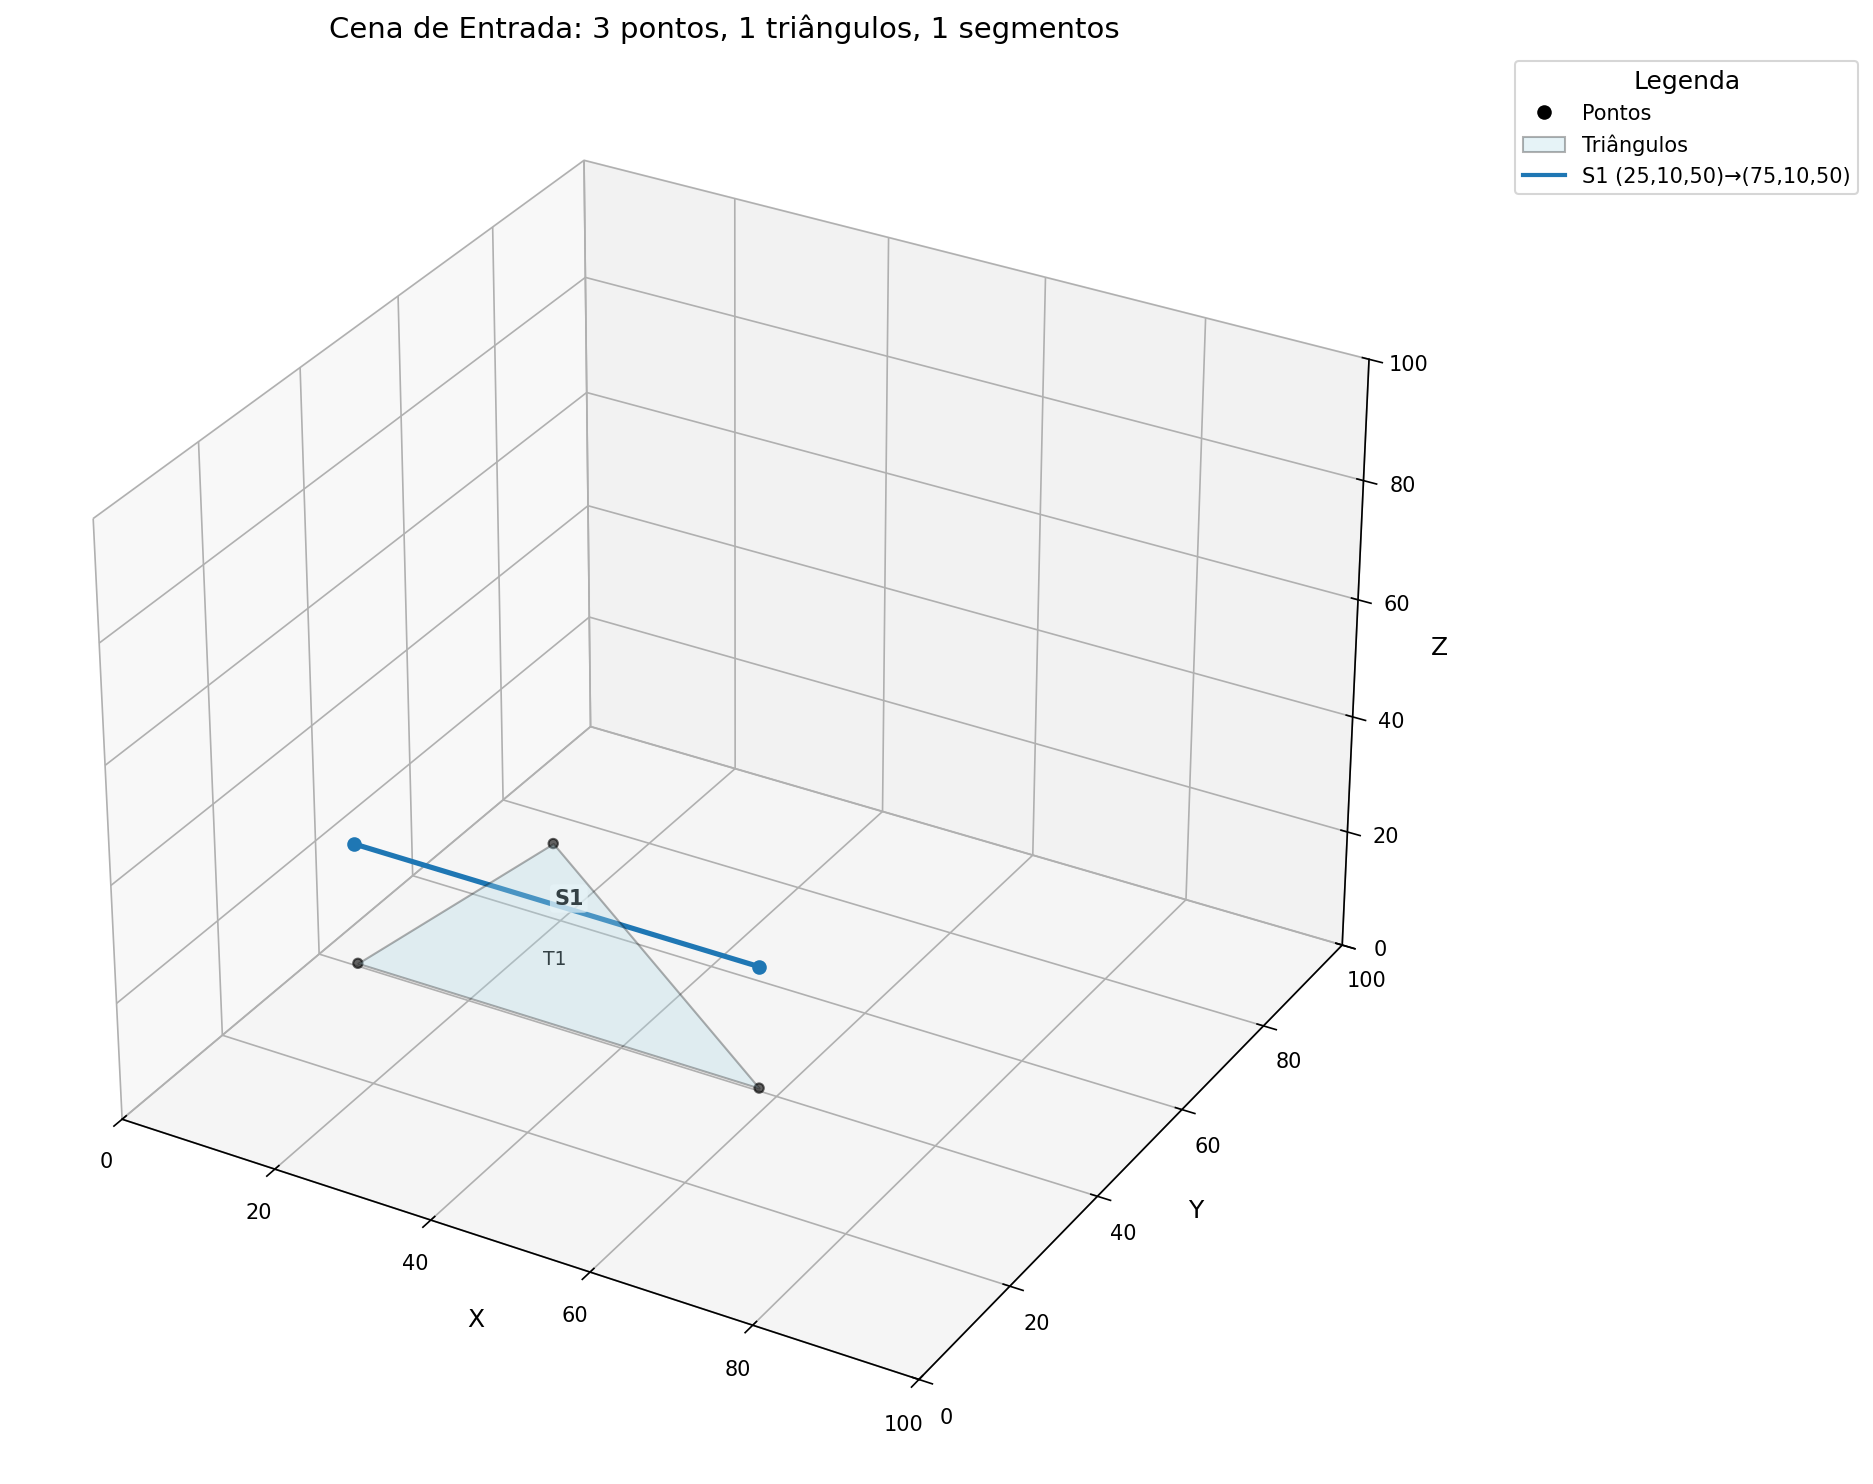 Cena de Entrada: 3 pontos, 1 triângulos, 1 segmentos
Legenda
Pontos
Triângulos
S1 (25,10,50)→(75,10,50)
100
80
60
Z
40
20
0
100
80
60
Y
40
20
0
S1
T1
0
20
40
X
60
80
100